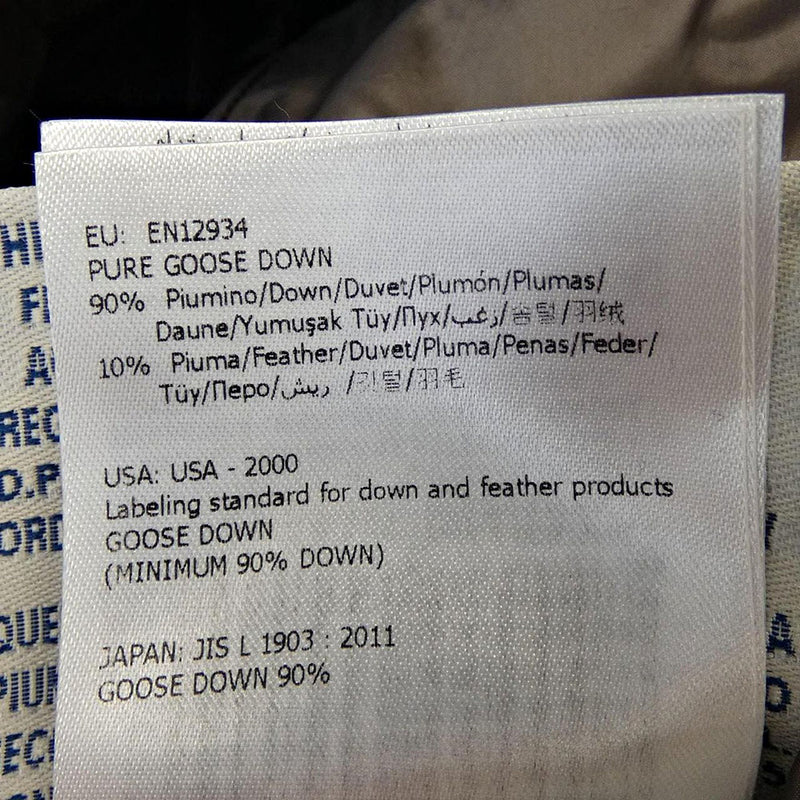 EU: EN12934
PURE GOOSE DOWN
90% Piumino/Down/Duvet/Plumón/Plumas/
Daune/Yumuşak Tüy/Пух/زغب/솜털/羽绒
10% Piuma/Feather/Duvet/Pluma/Penas/Feder/
Tüy/Перо/ريش /깃털/羽毛
USA: USA - 2000
Labeling standard for down and feather products
GOOSE DOWN
(MINIMUM 90% DOWN)
JAPAN: JIS L 1903 : 2011
GOOSE DOWN 90%